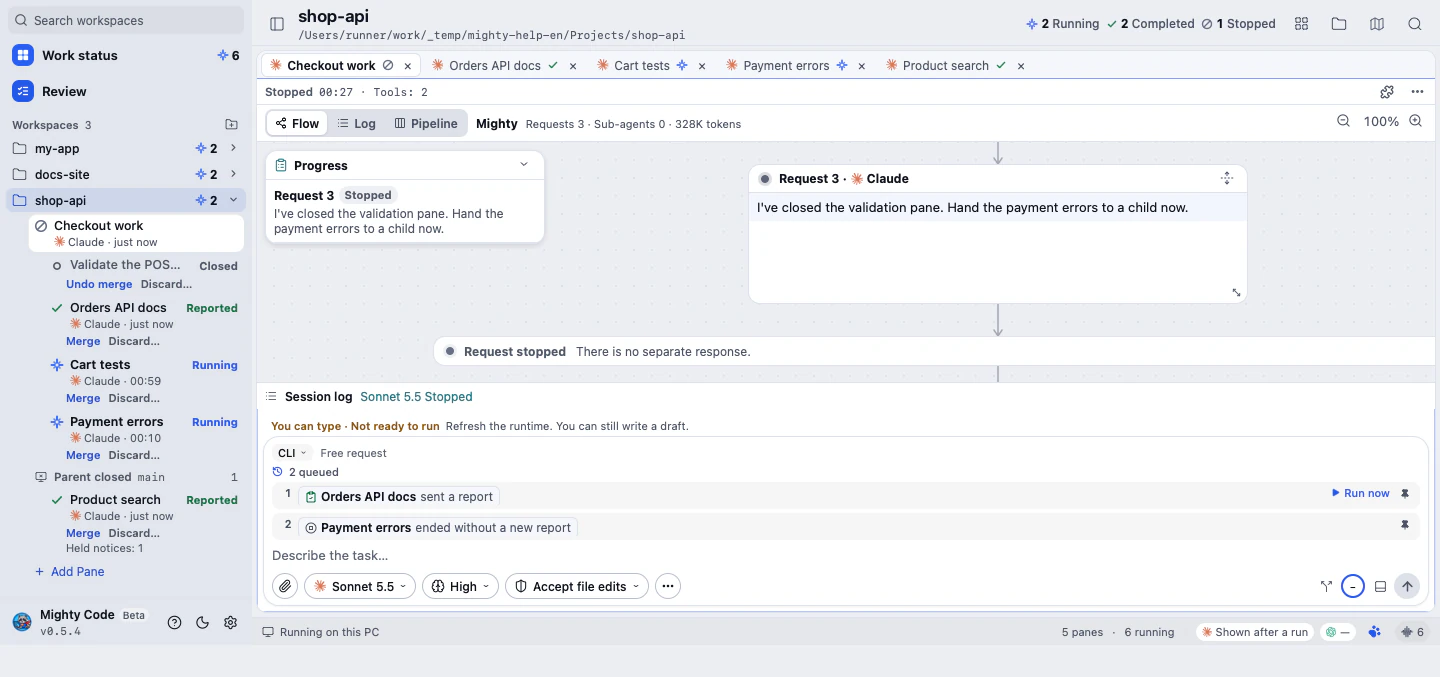 Search workspaces
Work status 6
Review
Workspaces 3
my-app 2
docs-site 2
shop-api 2
Checkout work
Claude · just now
Validate the POS... Closed
Undo merge Discard...
Orders API docs Reported
Claude · just now
Merge Discard...
Cart tests Running
Claude · 00:59
Merge Discard...
Payment errors Running
Claude · 00:10
Merge Discard...
Parent closed main 1
Product search Reported
Claude · just now
Merge Discard...
Held notices: 1
+ Add Pane
Mighty Code Beta
v0.5.4
shop-api
/Users/runner/work/_temp/mighty-help-en/Projects/shop-api
2 Running 2 Completed 1 Stopped
Checkout work Orders API docs Cart tests Payment errors Product search
Stopped 00:27 · Tools: 2
Flow Log Pipeline Mighty Requests 3 · Sub-agents 0 · 328K tokens
100%
Progress
Request 3 Stopped
I've closed the validation pane. Hand the
payment errors to a child now.
Request 3 · Claude
I've closed the validation pane. Hand the payment errors to a child now.
Request stopped There is no separate response.
Session log Sonnet 5.5 Stopped
You can type · Not ready to run Refresh the runtime. You can still write a draft.
CLI Free request
2 queued
1 Orders API docs sent a report Run now
2 Payment errors ended without a new report
Describe the task...
Sonnet 5.5 High Accept file edits
Running on this PC
5 panes · 6 running Shown after a run — 6